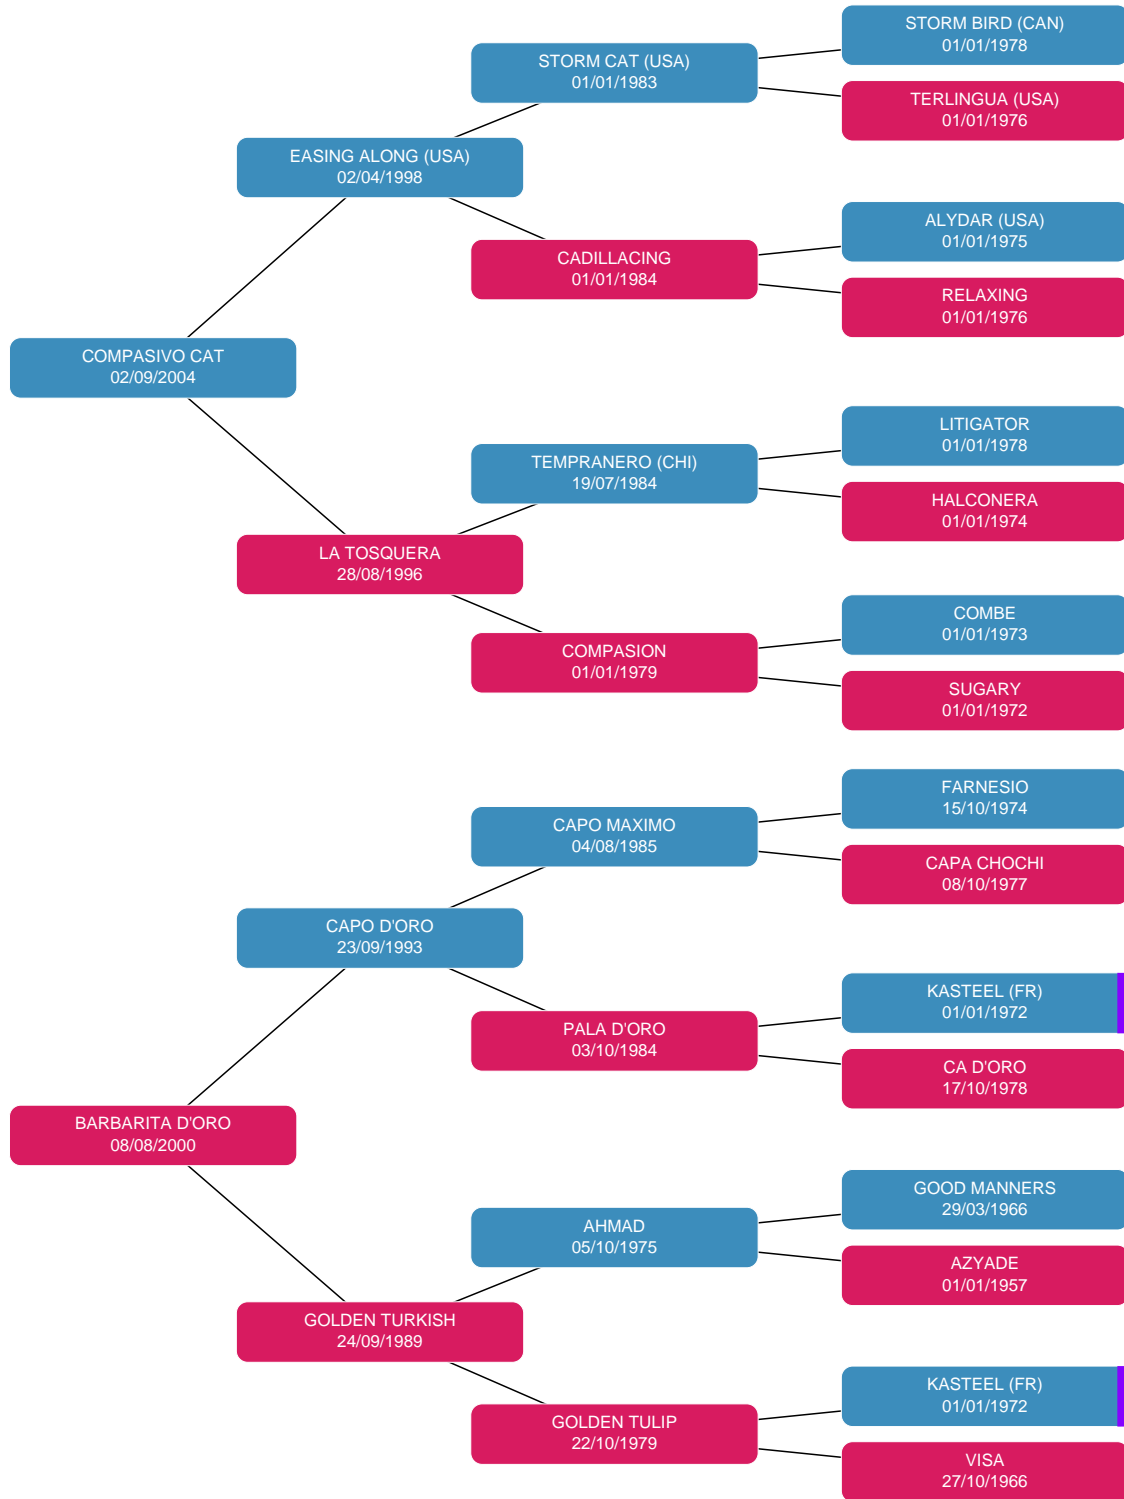 STORM BIRD (CAN)
01/01/1978
STORM CAT (USA)
01/01/1983
TERLINGUA (USA)
01/01/1976
EASING ALONG (USA)
02/04/1998
ALYDAR (USA)
01/01/1975
CADILLACING
01/01/1984
RELAXING
01/01/1976
COMPASIVO CAT
02/09/2004
LITIGATOR
01/01/1978
TEMPRANERO (CHI)
19/07/1984
HALCONERA
01/01/1974
LA TOSQUERA
28/08/1996
COMBE
01/01/1973
COMPASION
01/01/1979
SUGARY
01/01/1972
FARNESIO
15/10/1974
CAPO MAXIMO
04/08/1985
CAPA CHOCHI
08/10/1977
CAPO D'ORO
23/09/1993
KASTEEL (FR)
01/01/1972
PALA D'ORO
03/10/1984
CA D'ORO
17/10/1978
BARBARITA D'ORO
08/08/2000
GOOD MANNERS
29/03/1966
AHMAD
05/10/1975
AZYADE
01/01/1957
GOLDEN TURKISH
24/09/1989
KASTEEL (FR)
01/01/1972
GOLDEN TULIP
22/10/1979
VISA
27/10/1966